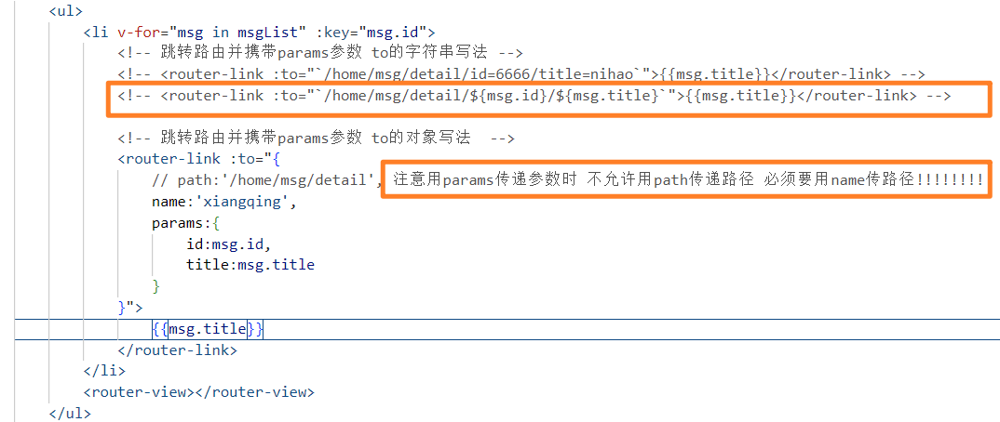 <ul>
<li v-for="msg in msgList" :key="msg.id">
<!-- 跳转路由并携带params参数 to的字符串写法 -->
<!-- <router-link :to="`/home/msg/detail/id=6666/title=nihao`">{{msg.title}}</router-link> -->
<!-- <router-link :to="`/home/msg/detail/${msg.id}/${msg.title}`">{{msg.title}}</router-link> -->
<!-- 跳转路由并携带params参数 to的对象写法  -->
<router-link :to="{
// path:'/home/msg/detail', 注意用params传递参数时 不允许用path传递路径 必须要用name传路径!!!!!!!!
name:'xiangqing',
params:{
id:msg.id,
title:msg.title
}
}">
{{msg.title}}
</router-link>
</li>
<router-view></router-view>
</ul>